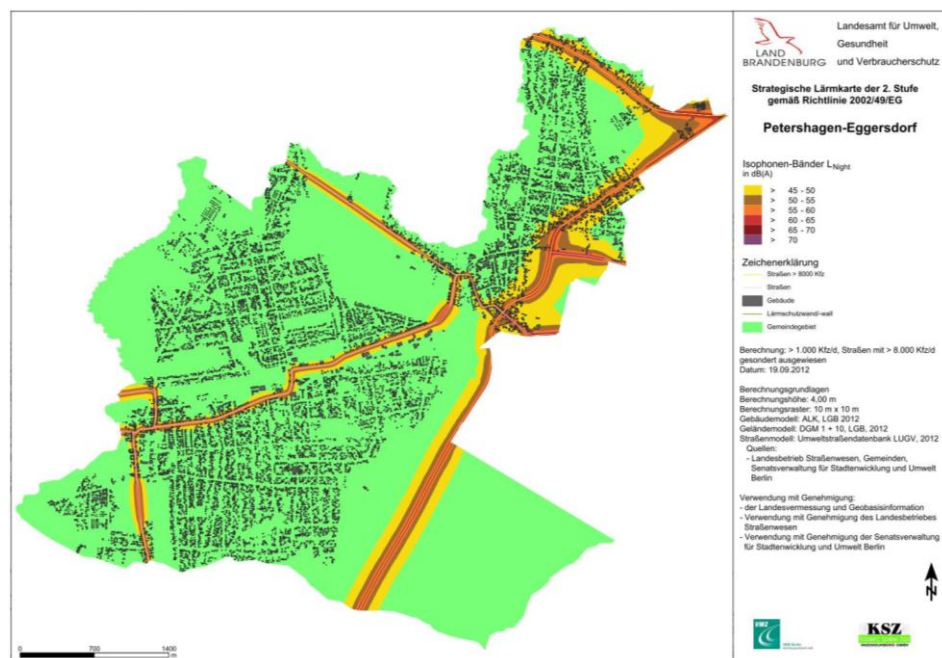 Landesamt für Umwelt,
Gesundheit
und Verbraucherschutz
LAND
BRANDENBURG
Strategische Lärmkarte der 2. Stufe
gemäß Richtlinie 2002/49/EG
Petershagen-Eggersdorf
Isophonen-Bänder LNight
in dB(A)
> 45 - 50
> 50 - 55
> 55 - 60
> 60 - 65
> 65 - 70
> 70
Zeichenerklärung
Straßen > 8000 Kfz
Straßen
Gebäude
Lärmschutzwand/-wall
Gemeindegebiet
Berechnung: > 1.000 Kfz/d, Straßen mit > 8.000 Kfz/d
gesondert ausgewiesen
Datum: 19.09.2012
Berechnungsgrundlagen
Berechnungshöhe: 4,00 m
Berechnungsraster: 10 m x 10 m
Gebäudemodell: ALK, LGB 2012
Geländemodell: DGM 1 + 10, LGB, 2012
Straßenmodell: Umweltstraßendatenbank LUGV, 2012
Quellen:
- Landesbetrieb Straßenwesen, Gemeinden,
Senatsverwaltung für Stadtenwicklung und Umwelt
Berlin
Verwendung mit Genehmigung:
- der Landesvermessung und Geobasisinformation
- Verwendung mit Genehmigung des Landesbetriebes
Straßenwesen
- Verwendung mit Genehmigung der Senatsverwaltung
für Stadtenwicklung und Umwelt Berlin
N
VMZ
KSZ
0 700 1400
m